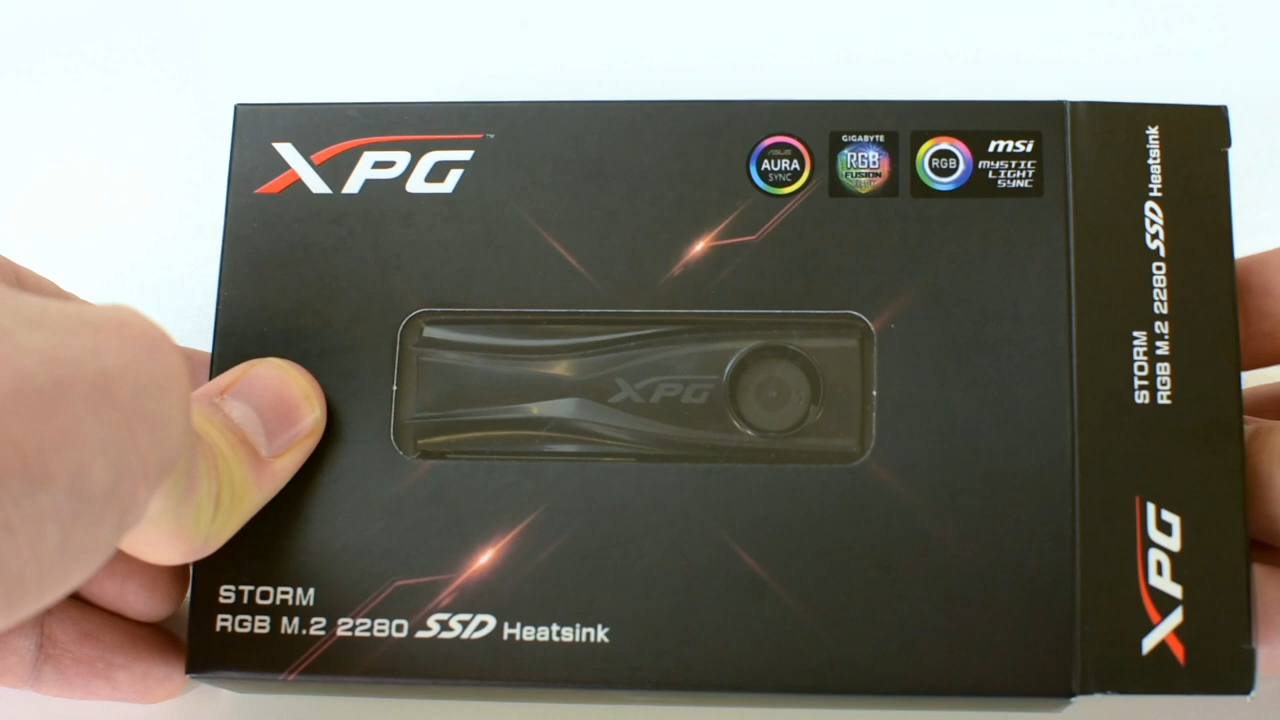 XPG
ASUS
AURA
SYNC
GIGABYTE
RGB
FUSION
RGB
msi
MYSTIC
LIGHT
SYNC
XPG
STORM
RGB M.2 2280 SSD Heatsink
STORM
RGB M.2 2280 SSD Heatsink
XPG